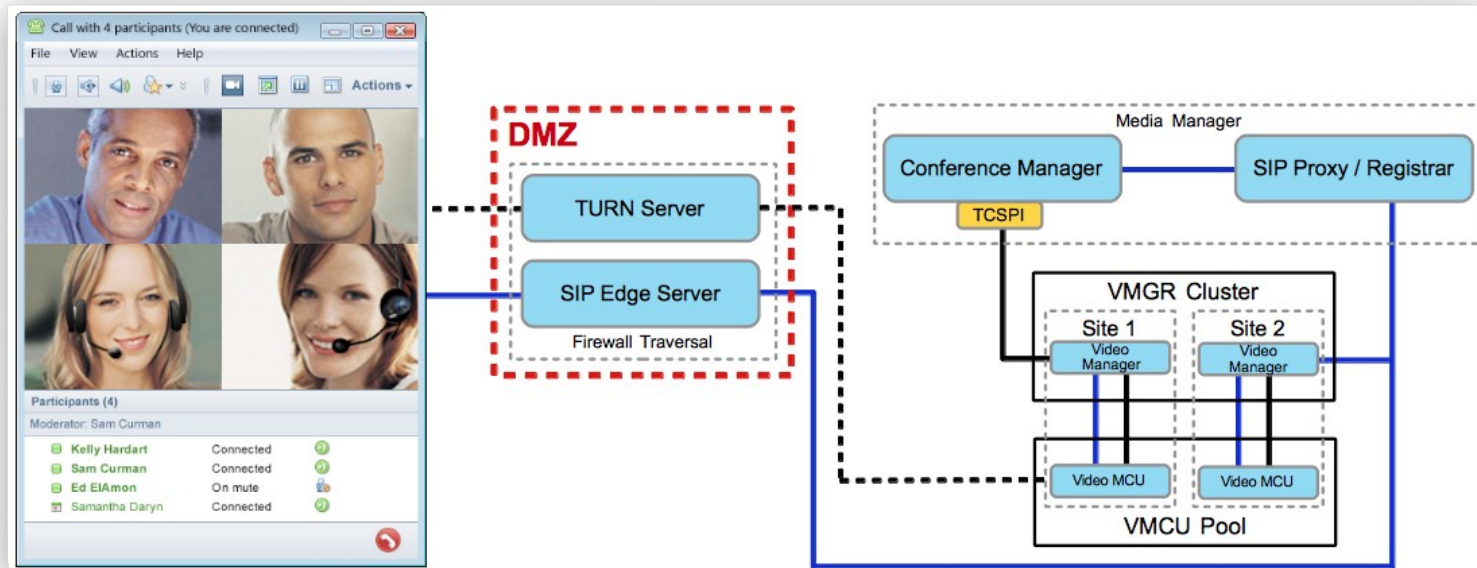 Call with 4 participants (You are connected)
File View Actions Help
Actions
Participants (4)
Moderator: Sam Curman
Kelly Hardart Connected
Sam Curman Connected
Ed ElAmon On mute
Samantha Daryn Connected
DMZ
TURN Server
SIP Edge Server
Firewall Traversal
Media Manager
Conference Manager
SIP Proxy / Registrar
TCSPI
VMGR Cluster
Site 1
Site 2
Video
Manager
Video
Manager
Video MCU
Video MCU
VMCU Pool